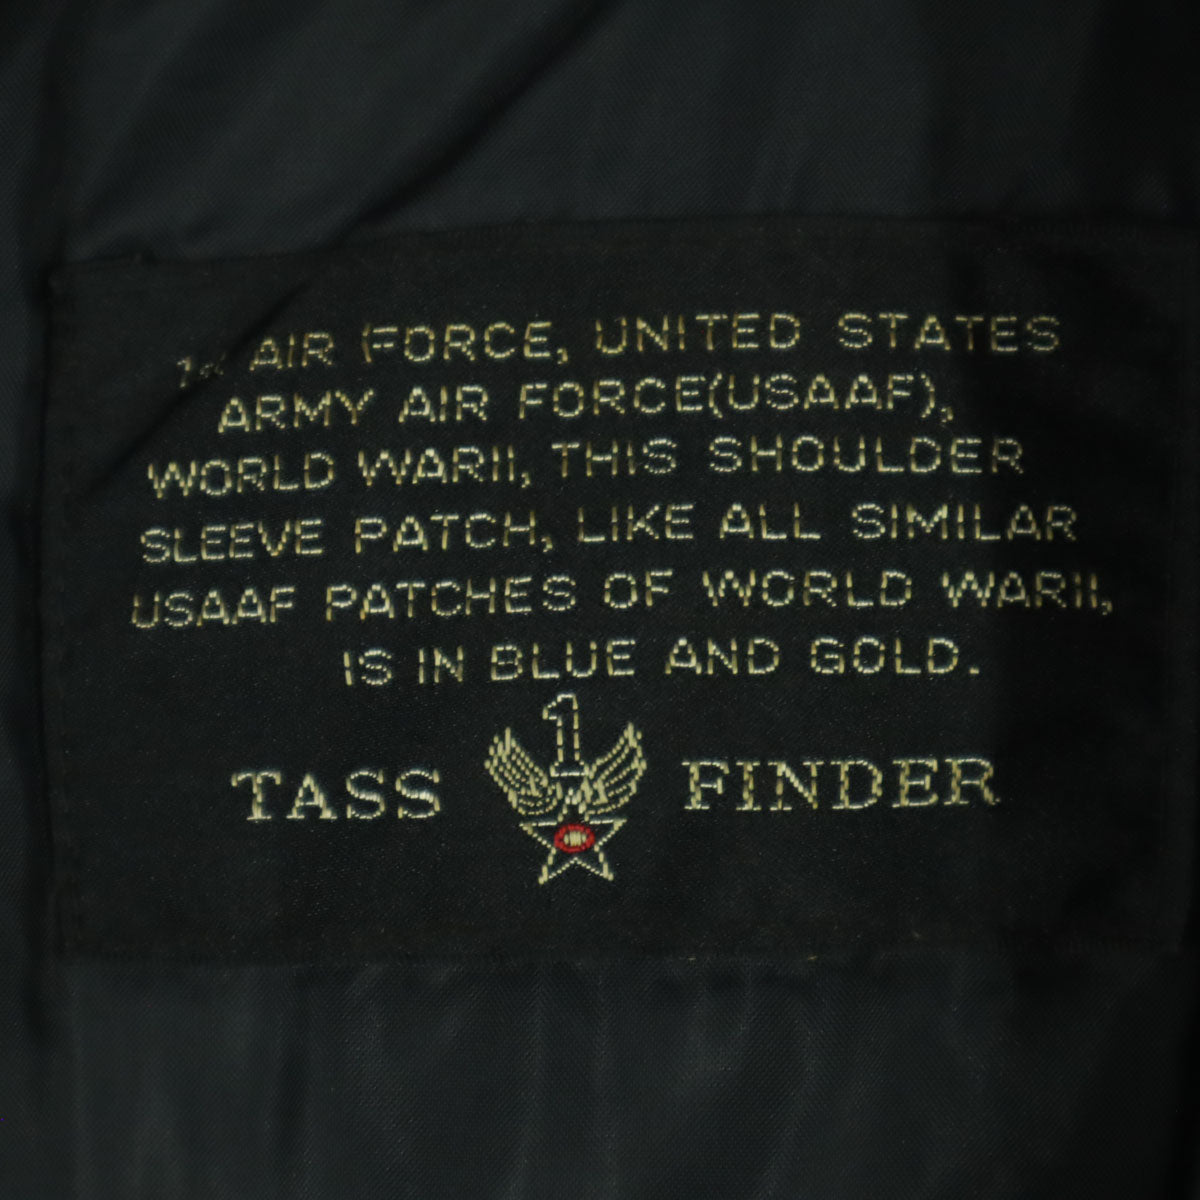 1st AIR FORCE, UNITED STATES
ARMY AIR FORCE(USAAF),
WORLD WARII, THIS SHOULDER
SLEEVE PATCH, LIKE ALL SIMILAR
USAAF PATCHES OF WORLD WARII,
IS IN BLUE AND GOLD.
1
TASS FINDER